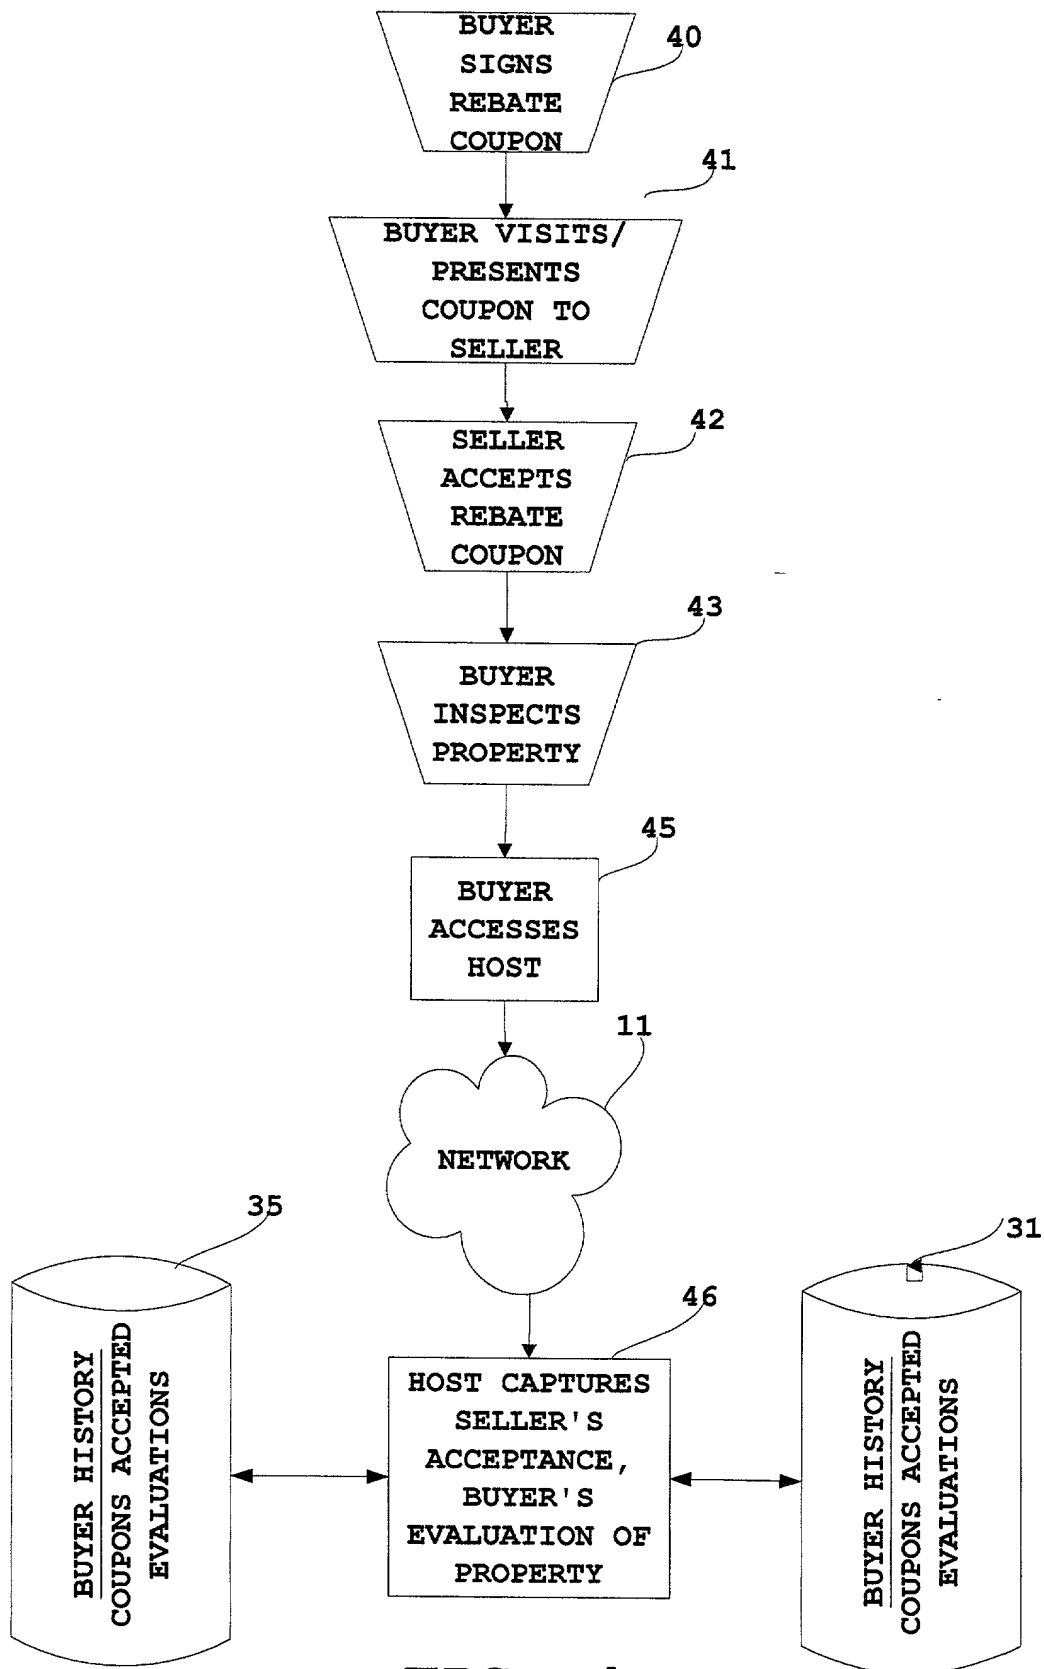 BUYER
SIGNS
REBATE
COUPON
40
41
BUYER VISITS/
PRESENTS
COUPON TO
SELLER
42
SELLER
ACCEPTS
REBATE
COUPON
43
BUYER
INSPECTS
PROPERTY
45
BUYER
ACCESSES
HOST
11
NETWORK
35
BUYER HISTORY
COUPONS ACCEPTED
EVALUATIONS
46
HOST CAPTURES
SELLER'S
ACCEPTANCE,
BUYER'S
EVALUATION OF
PROPERTY
31
BUYER HISTORY
COUPONS ACCEPTED
EVALUATIONS